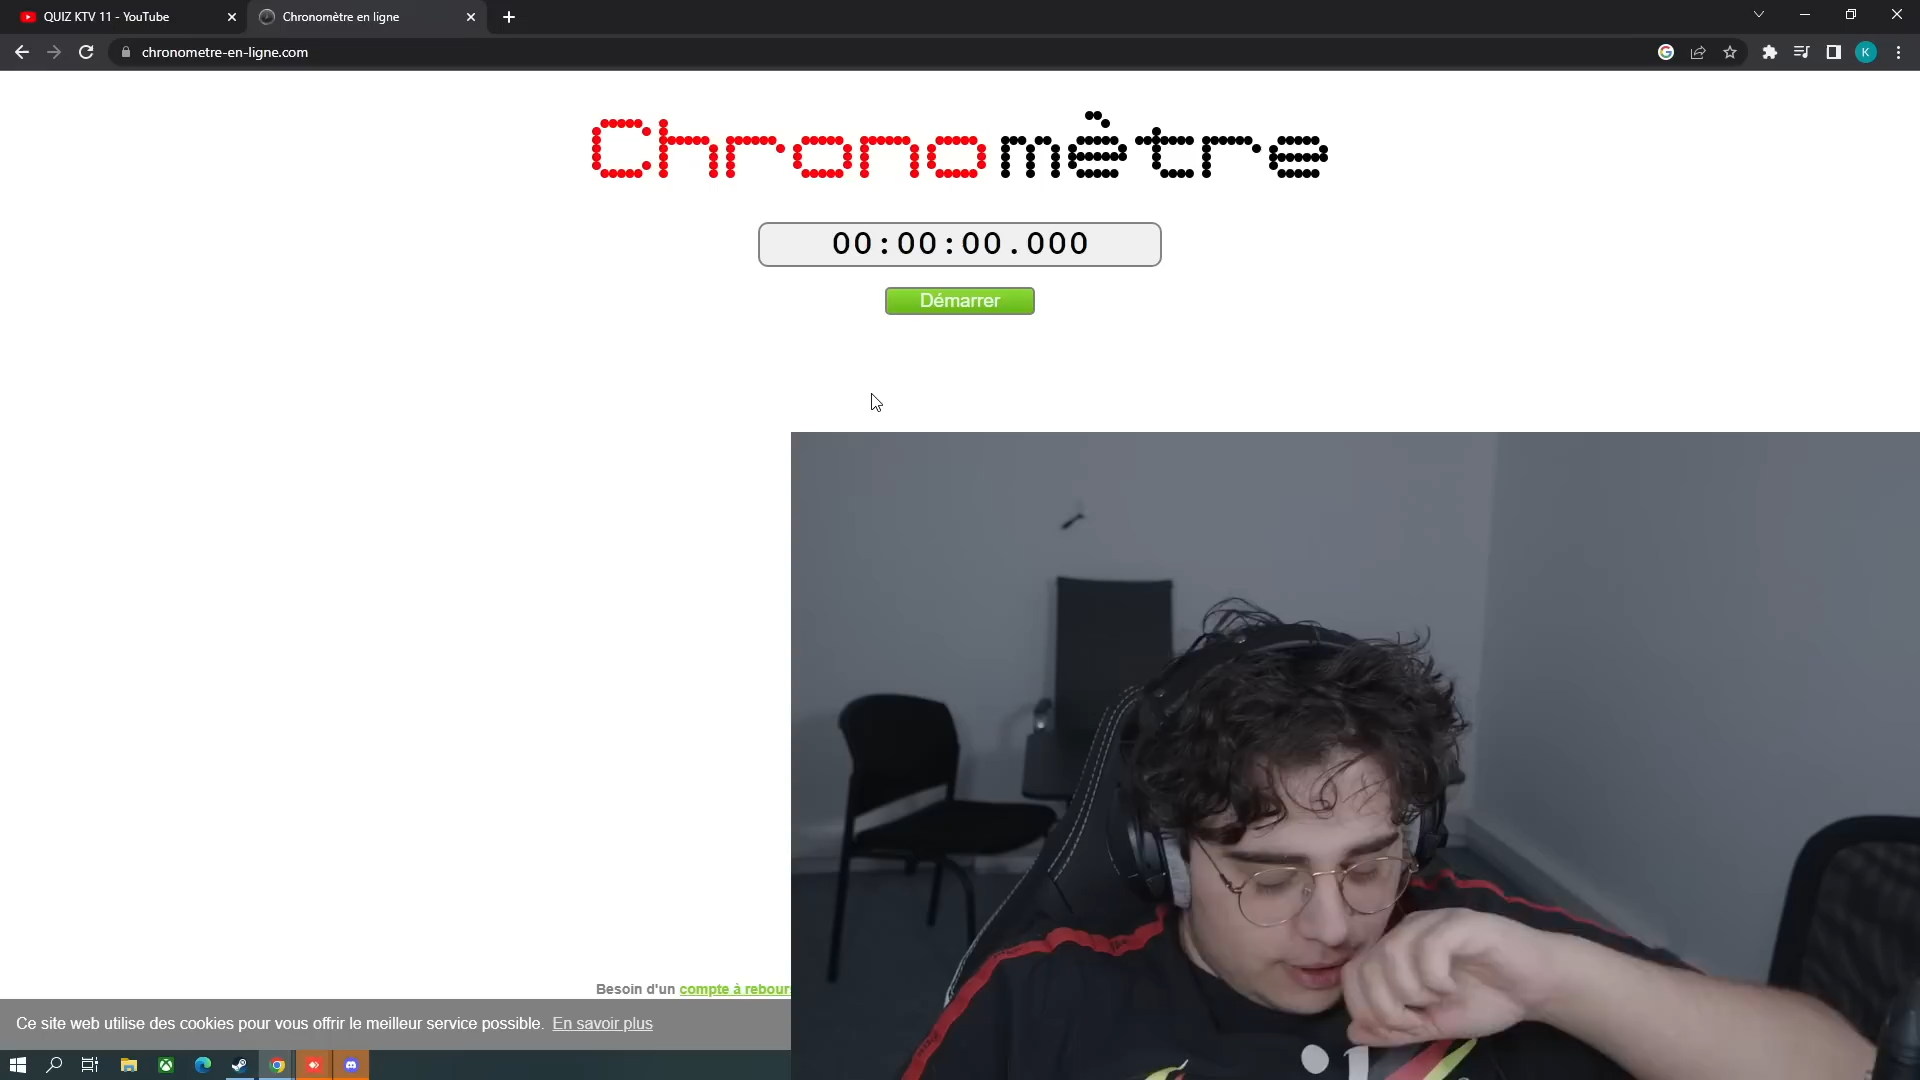 QUIZ KTV 11 - YouTube
Chronomètre en ligne
chronometre-en-ligne.com
K
Chronomètre
00:00:00.000
Démarrer
Besoin d'un compte à rebours
Ce site web utilise des cookies pour vous offrir le meilleur service possible. En savoir plus